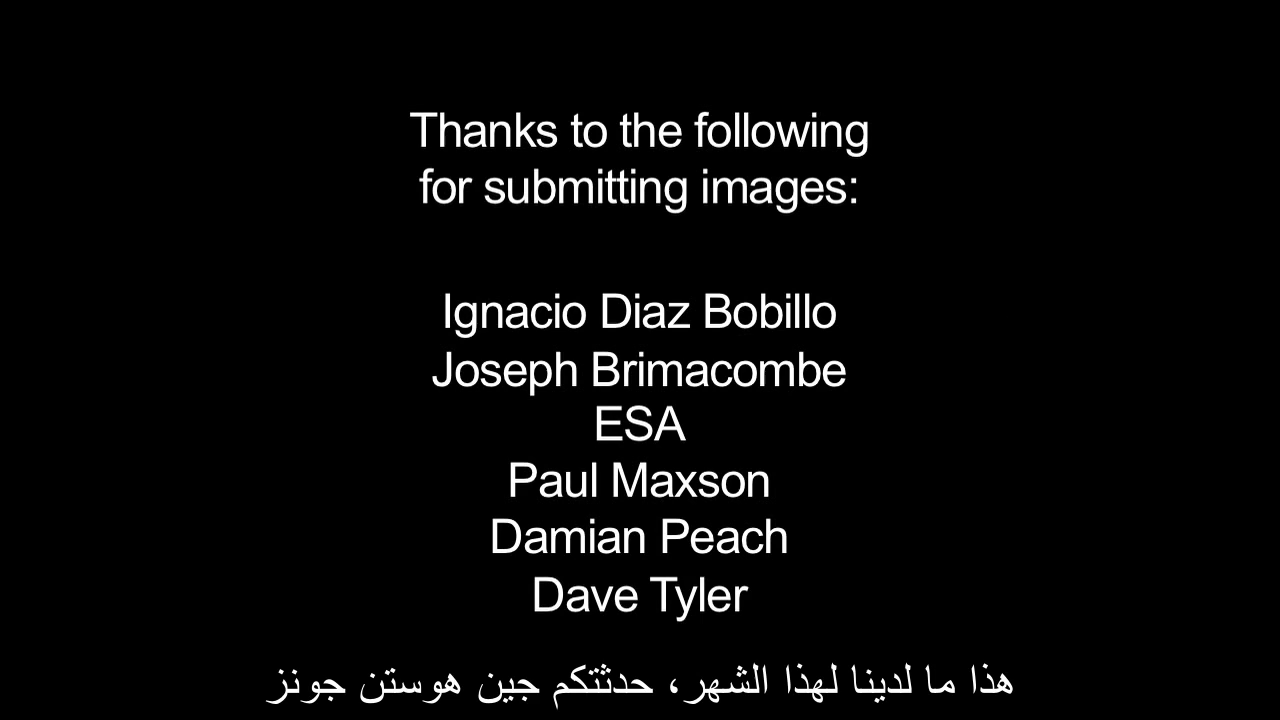 Thanks to the following
for submitting images:
Ignacio Diaz Bobillo
Joseph Brimacombe
ESA
Paul Maxson
Damian Peach
Dave Tyler
هذا ما لدينا لهذا الشهر، حدثتكم جين هوستن جونز